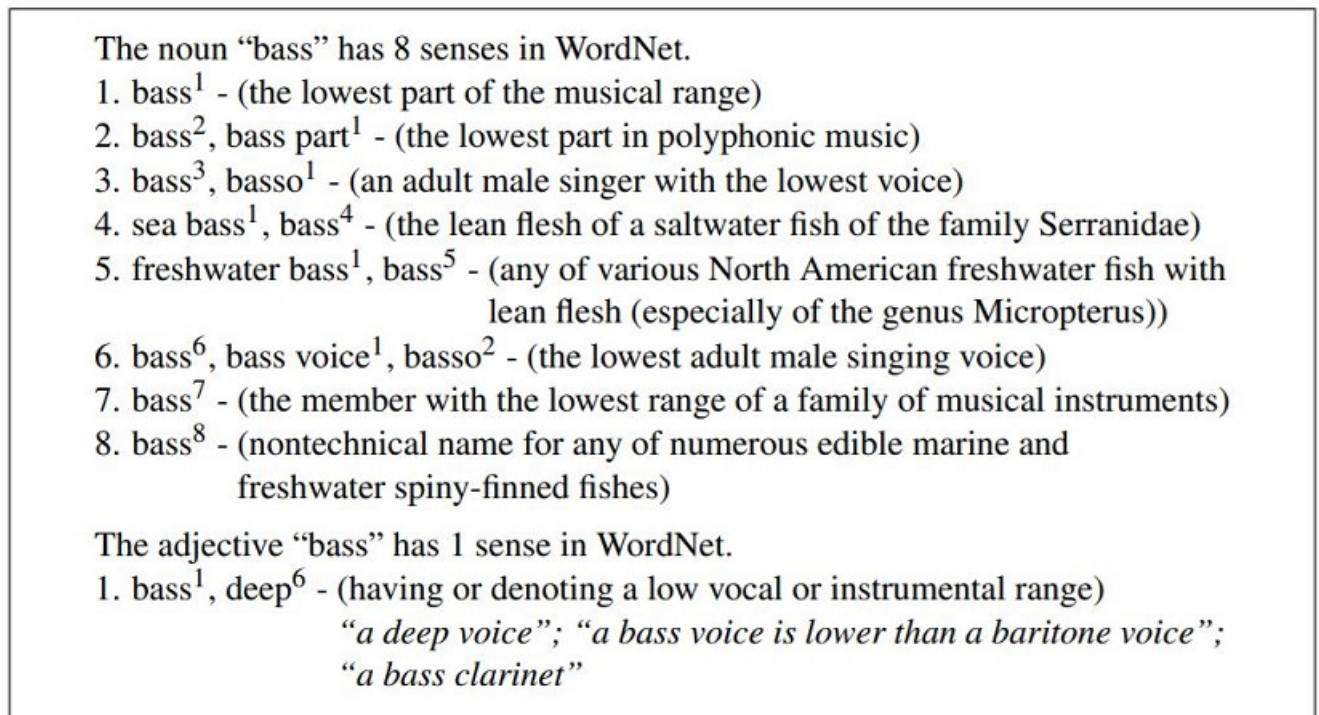 The noun “bass” has 8 senses in WordNet.
1. bass¹ - (the lowest part of the musical range)
2. bass², bass part¹ - (the lowest part in polyphonic music)
3. bass³, basso¹ - (an adult male singer with the lowest voice)
4. sea bass¹, bass⁴ - (the lean flesh of a saltwater fish of the family Serranidae)
5. freshwater bass¹, bass⁵ - (any of various North American freshwater fish with
lean flesh (especially of the genus Micropterus))
6. bass⁶, bass voice¹, basso² - (the lowest adult male singing voice)
7. bass⁷ - (the member with the lowest range of a family of musical instruments)
8. bass⁸ - (nontechnical name for any of numerous edible marine and
freshwater spiny-finned fishes)
The adjective “bass” has 1 sense in WordNet.
1. bass¹, deep⁶ - (having or denoting a low vocal or instrumental range)
“a deep voice”; “a bass voice is lower than a baritone voice”;
“a bass clarinet”